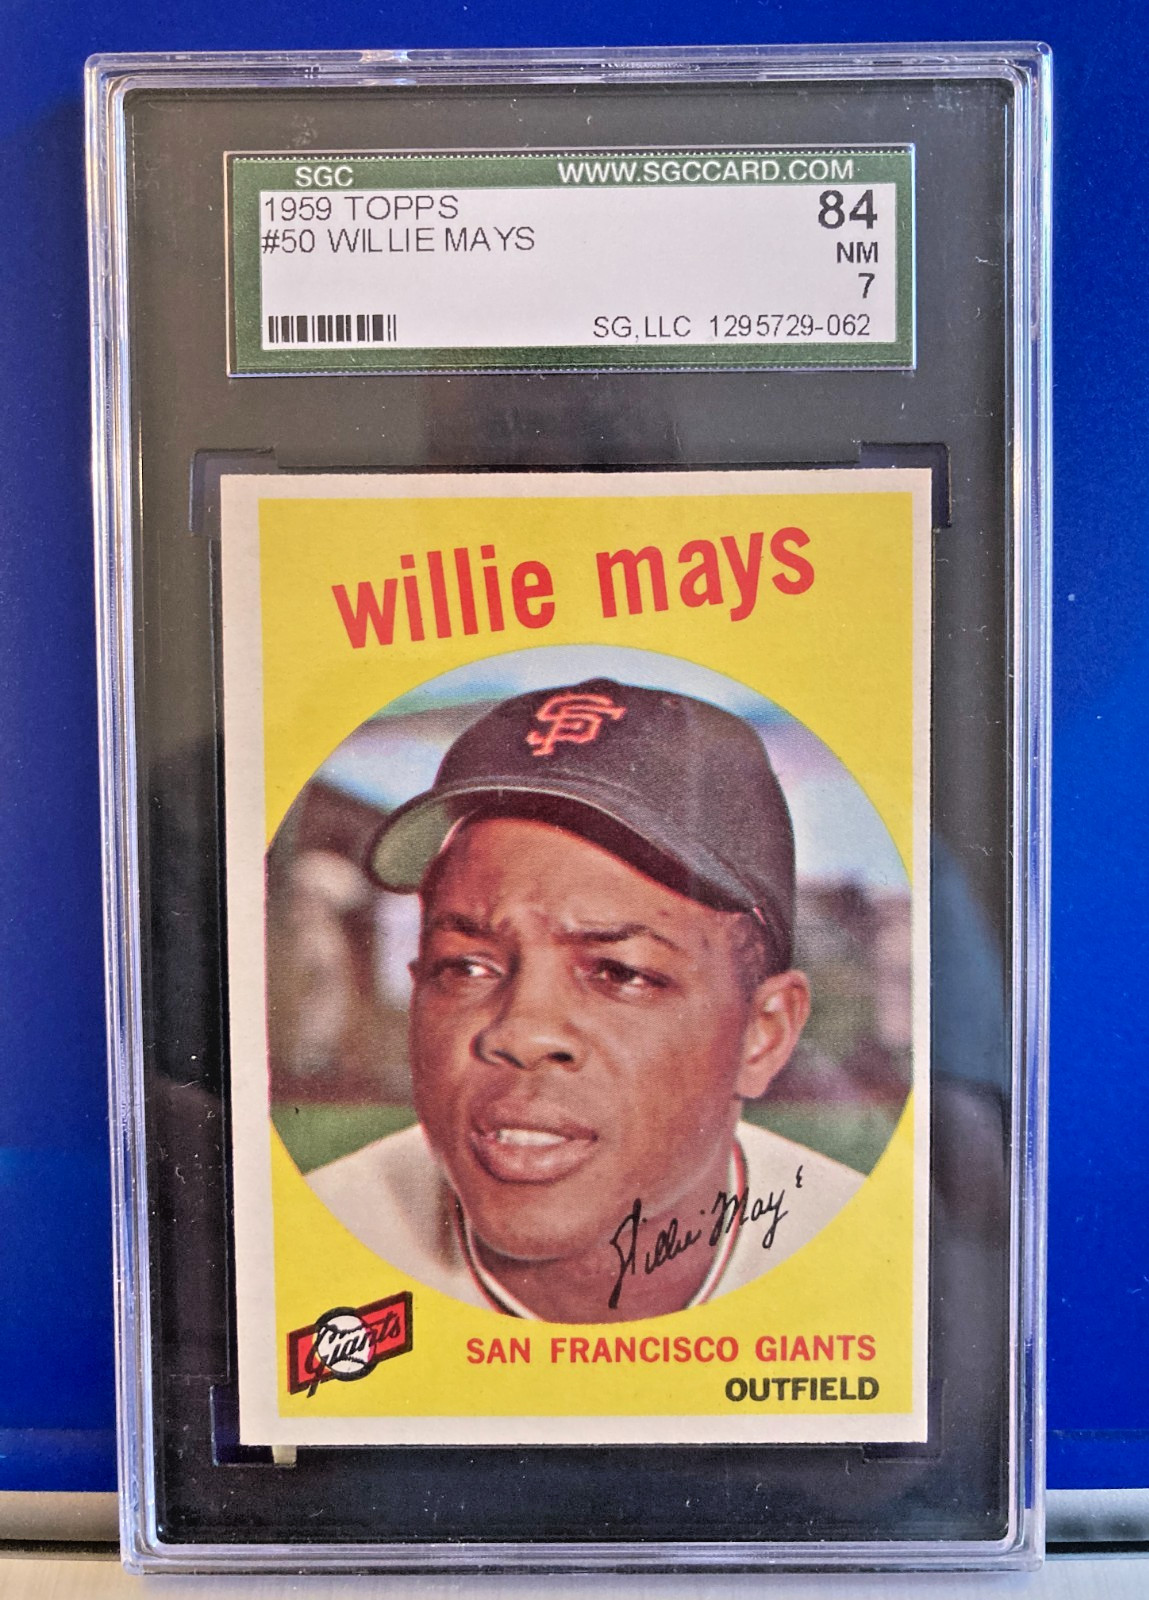 SGC WWW.SGCCARD.COM
1959 TOPPS 84
#50 WILLIE MAYS NM
7
SG,LLC 1295729-062
willie mays
SF
Willie Mays
Giants
SAN FRANCISCO GIANTS
OUTFIELD